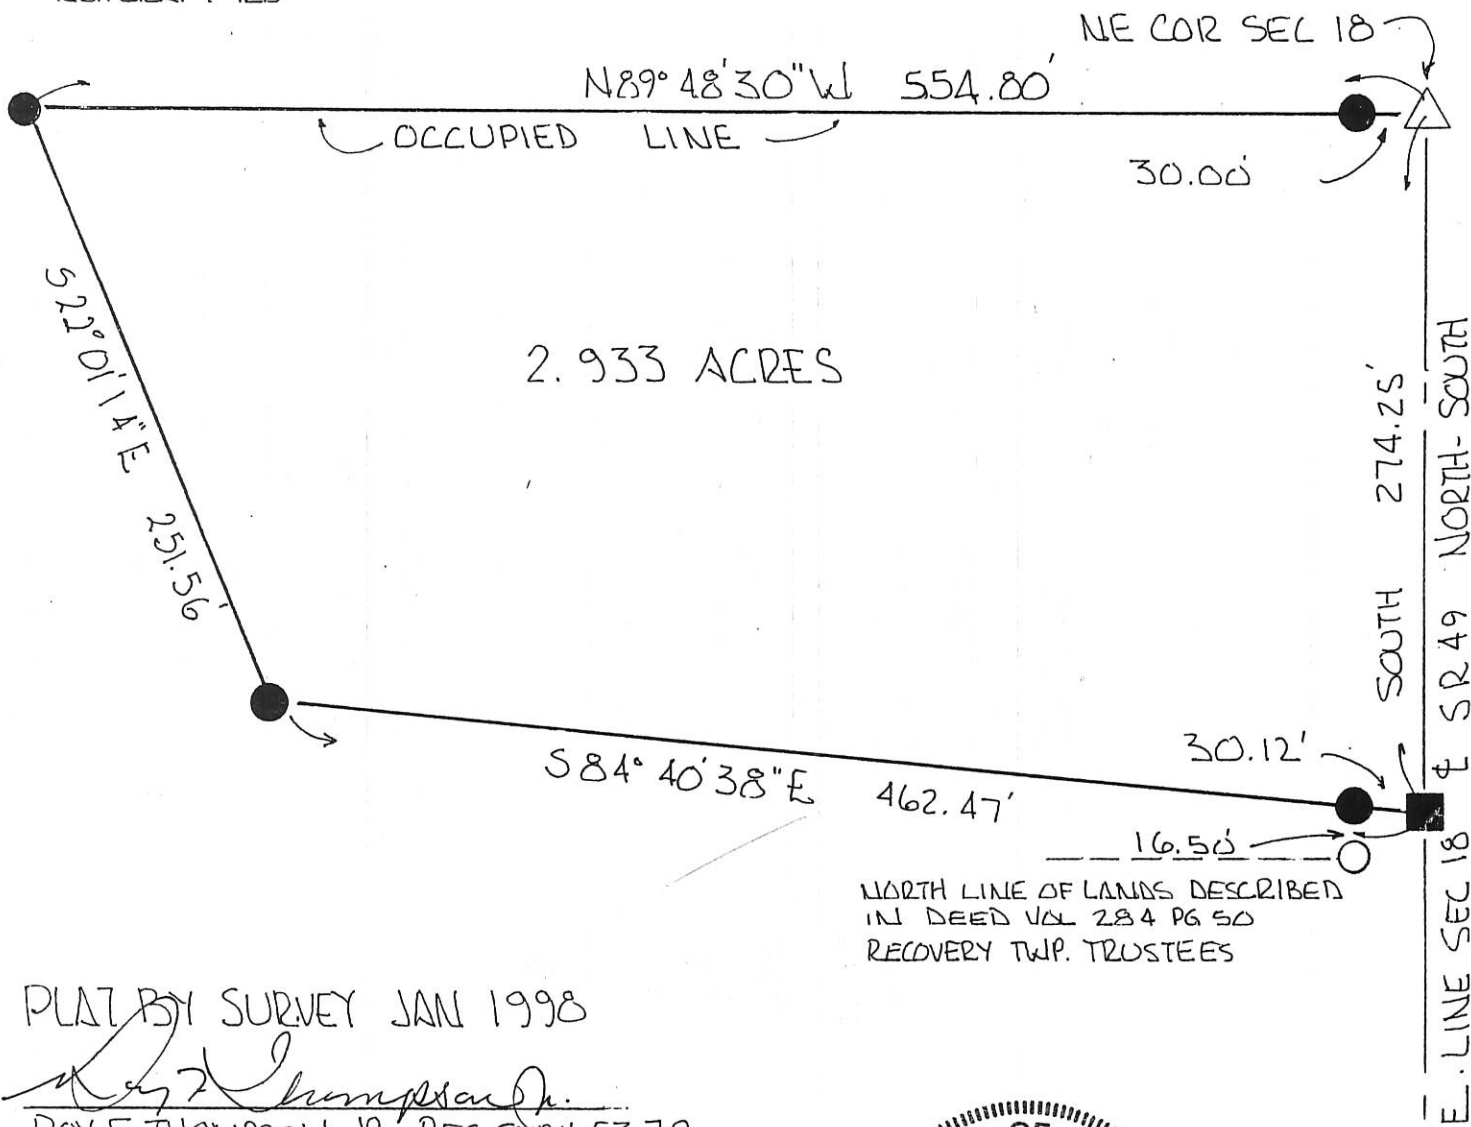 NE COR SEC 18
N89° 48'30"W 554.80'
OCCUPIED LINE
30.00'
S22°01'14"E 251.56'
2.933 ACRES
SOUTH 274.25'
℄ SR 49 NORTH-SOUTH
E. LINE SEC 18
S84° 40'38"E 462.47'
30.12'
16.50'
NORTH LINE OF LANDS DESCRIBED
IN DEED VOL 284 PG 50
RECOVERY TWP. TRUSTEES
PLAT BY SURVEY JAN 1998
Roy F Thompson Jr.